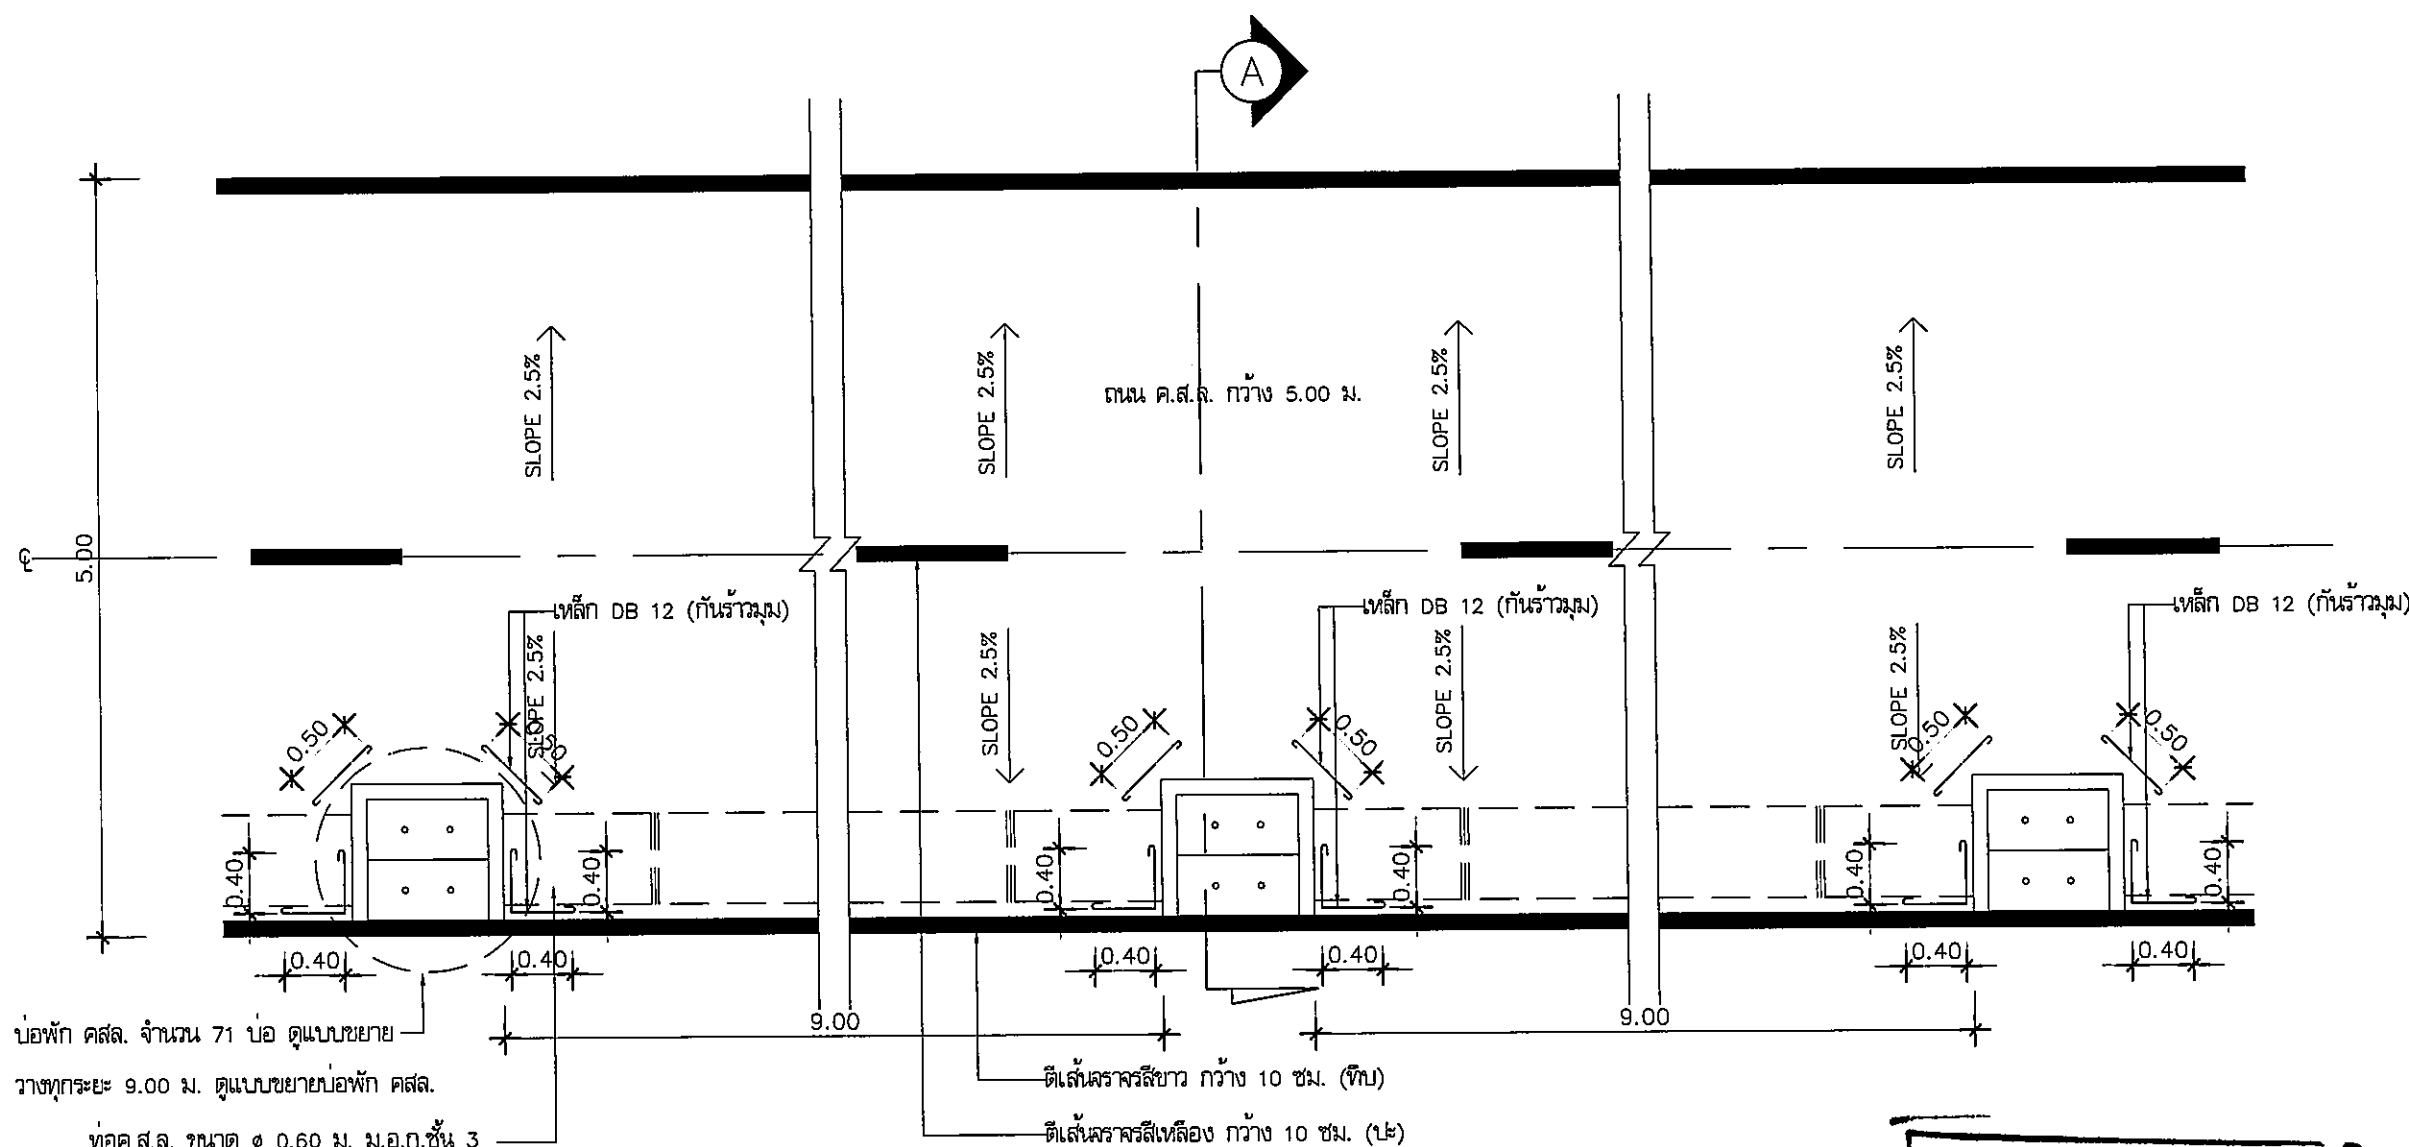 A
SLOPE 2.5%
SLOPE 2.5%
SLOPE 2.5%
SLOPE 2.5%
ถนน ค.ส.ล. กว้าง 5.00 ม.
5.00
เหล็ก DB 12 (กันร้าวมุม)
เหล็ก DB 12 (กันร้าวมุม)
เหล็ก DB 12 (กันร้าวมุม)
SLOPE 2.5%
SLOPE 2.5%
SLOPE 2.5%
SLOPE 2.5%
0.50
0.50
0.50
0.50
0.50
0.50
0.40
0.40
0.40
0.40
0.40
0.40
0.40
0.40
0.40
0.40
0.40
0.40
9.00
9.00
บ่อพัก คสล. จำนวน 71 บ่อ ดูแบบขยาย
วางทุกระยะ 9.00 ม. ดูแบบขยายบ่อพัก คสล.
ท่อค.ส.ล. ขนาด ø 0.60 ม. ม.อ.ก.ชั้น 3
ตีเส้นจราจรสีขาว กว้าง 10 ซม. (ทึบ)
ตีเส้นจราจรสีเหลือง กว้าง 10 ซม. (ปะ)